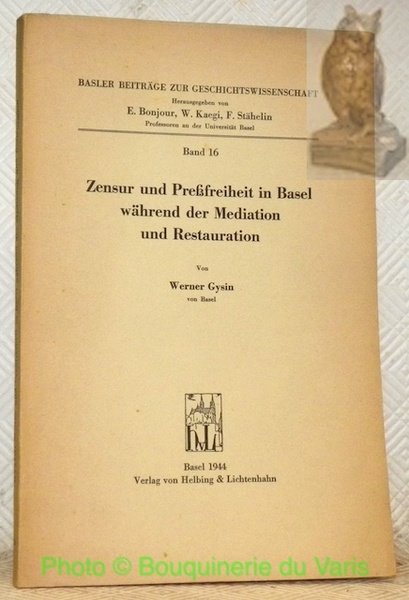 BASLER BEITRÄGE ZUR GESCHICHTSWISSENSCHAFT
Herausgegeben von
E. Bonjour, W. Kaegi, F. Stähelin
Professoren an der Universität Basel
Band 16
Zensur und Preßfreiheit in Basel
während der Mediation
und Restauration
Von
Werner Gysin
von Basel
Basel 1944
Verlag von Helbing & Lichtenhahn
Photo © Bouquinerie du Varis